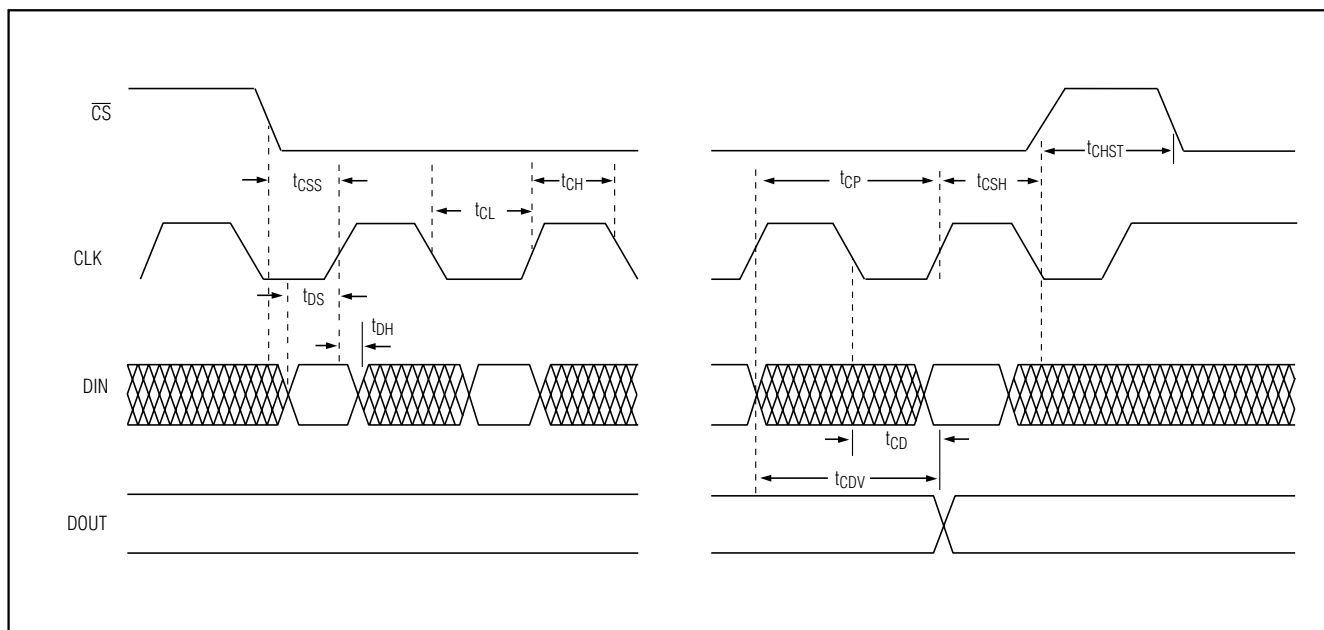 CS
tCHST
tCSS
tCH
tCP
tCSH
tCL
CLK
tDS
tDH
DIN
tCD
tCDV
DOUT